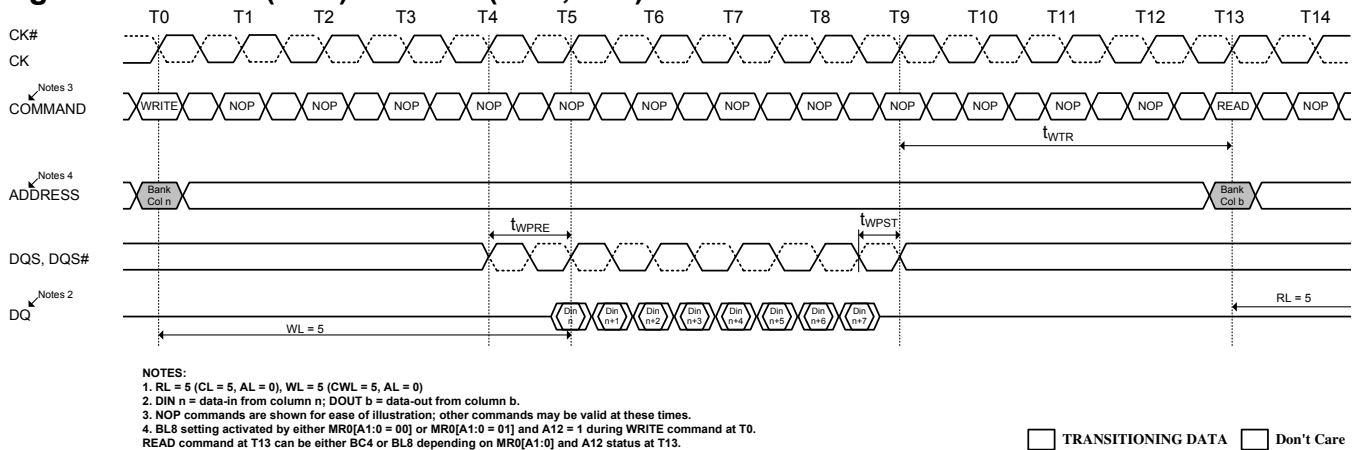 T0 T1 T2 T3 T4 T5 T6 T7 T8 T9 T10 T11 T12 T13 T14
CK#
CK
Notes 3
COMMAND
WRITE NOP NOP NOP NOP NOP NOP NOP NOP NOP NOP NOP NOP READ NOP
tWTR
Notes 4
ADDRESS
Bank Col n
Bank Col b
tWPRE
tWPST
DQS, DQS#
Notes 2
DQ
Din n
Din n+1
Din n+2
Din n+3
Din n+4
Din n+5
Din n+6
Din n+7
WL = 5
RL = 5
NOTES:
1. RL = 5 (CL = 5, AL = 0), WL = 5 (CWL = 5, AL = 0)
2. DIN n = data-in from column n; DOUT b = data-out from column b.
3. NOP commands are shown for ease of illustration; other commands may be valid at these times.
4. BL8 setting activated by either MR0[A1:0 = 00] or MR0[A1:0 = 01] and A12 = 1 during WRITE command at T0.
READ command at T13 can be either BC4 or BL8 depending on MR0[A1:0] and A12 status at T13.
TRANSITIONING DATA
Don't Care